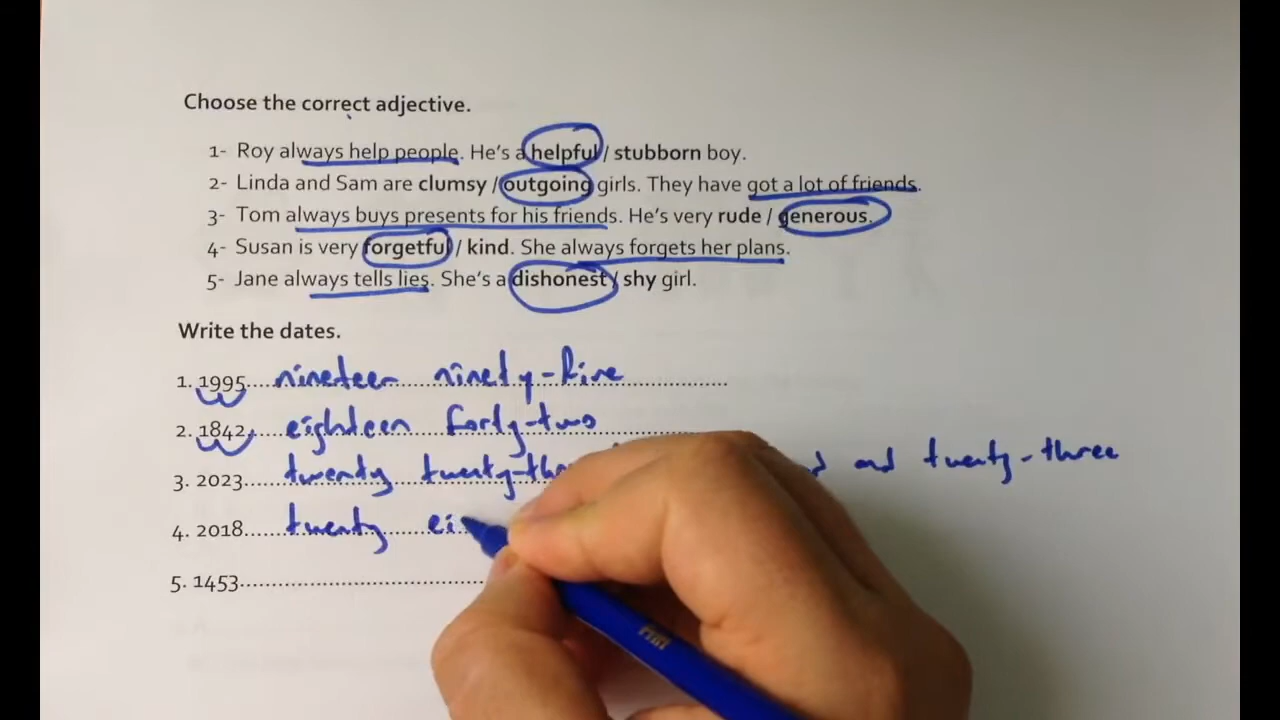 Choose the correct adjective.
1- Roy always help people. He's a helpful / stubborn boy.
2- Linda and Sam are clumsy / outgoing girls. They have got a lot of friends.
3- Tom always buys presents for his friends. He's very rude / generous.
4- Susan is very forgetful / kind. She always forgets her plans.
5- Jane always tells lies. She's a dishonest / shy girl.
Write the dates.
1. 1995.... nineteen ninety-five
2. 1842. eighteen forty-two
3. 2023 twenty and twenty-three
4. 2018 twenty
5. 1453